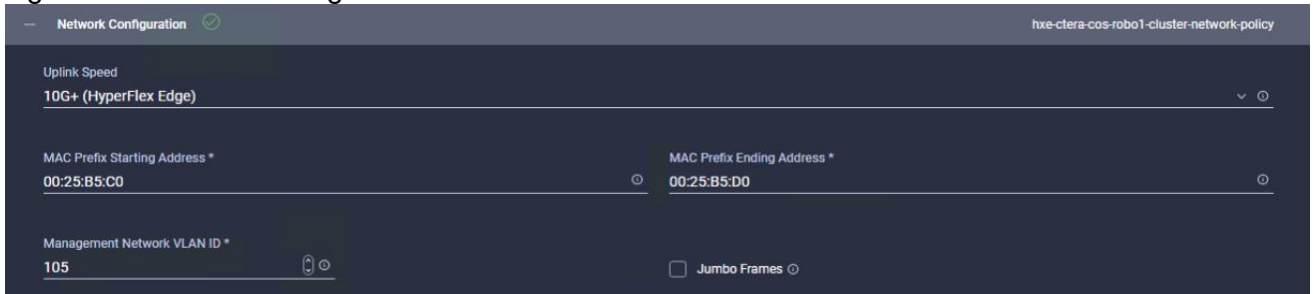 Network Configuration hxe-ctera-cos-robo1-cluster-network-policy
Uplink Speed
10G+ (HyperFlex Edge)
MAC Prefix Starting Address * MAC Prefix Ending Address *
00:25:B5:C0 00:25:B5:D0
Management Network VLAN ID *
105 Jumbo Frames